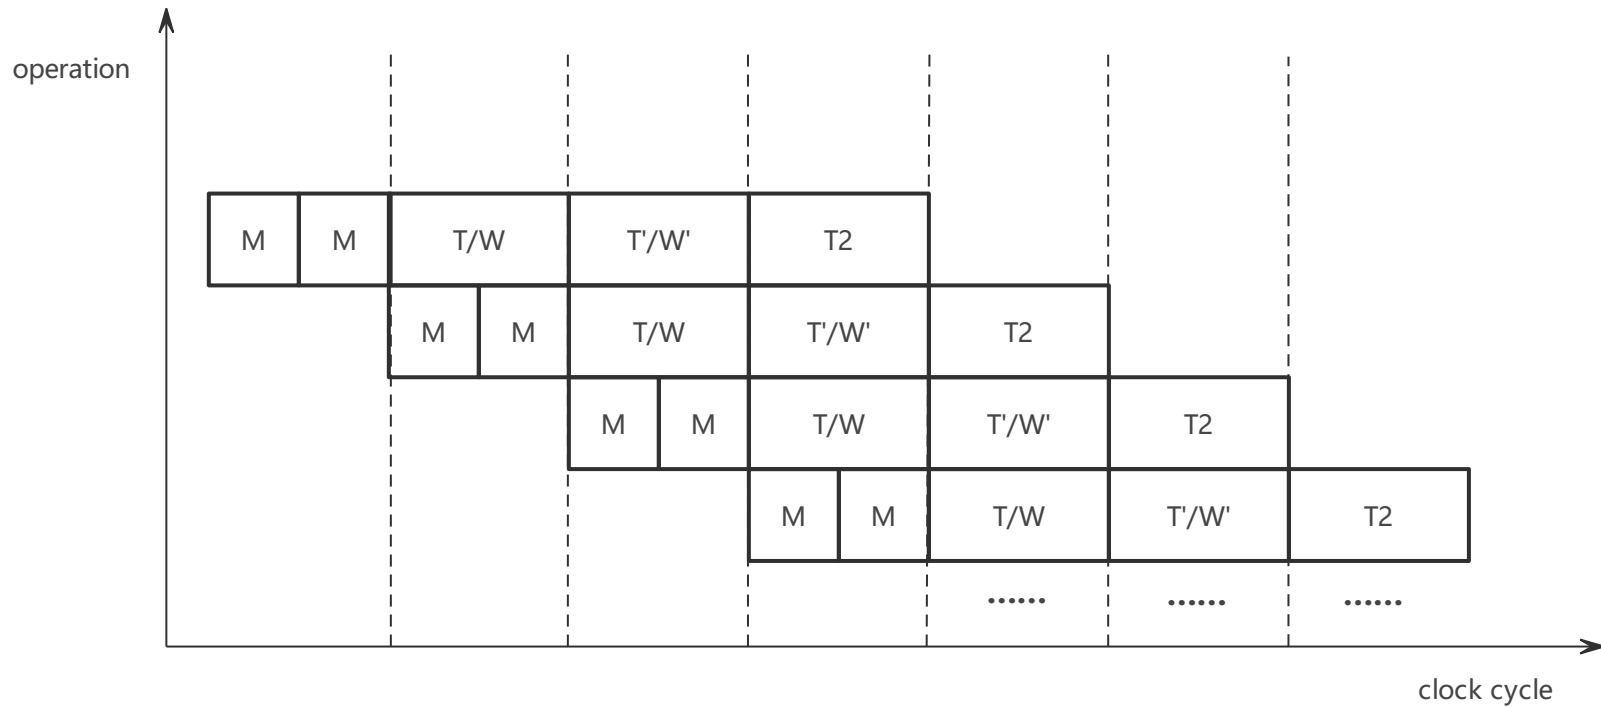 operation
M M T/W T'/W' T2
M M T/W T'/W' T2
M M T/W T'/W' T2
M M T/W T'/W' T2
...... ...... ......
clock cycle